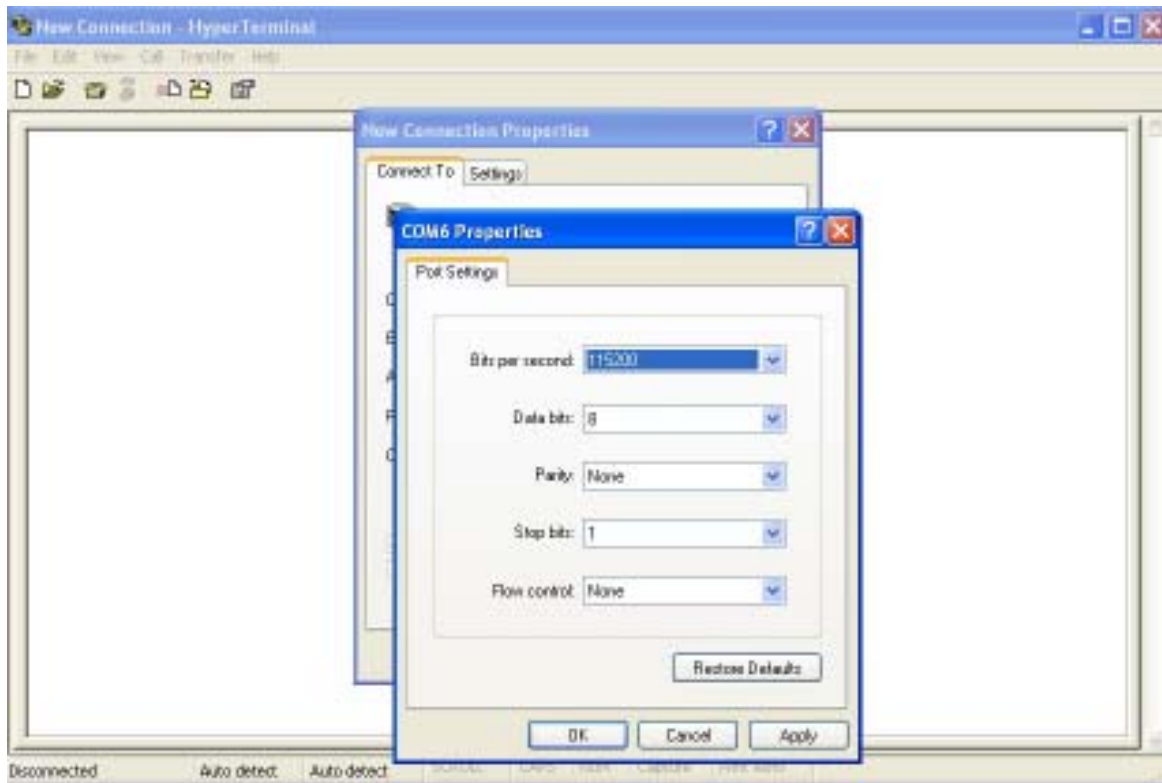 New Connection - HyperTerminal
File Edit View Call Transfer Help
New Connection Properties
Connect To Settings
COM6 Properties
Port Settings
Bits per second: 115200
Data bits: 8
Parity: None
Stop bits: 1
Flow control: None
Restore Defaults
OK Cancel Apply
Disconnected Auto detect Auto detect